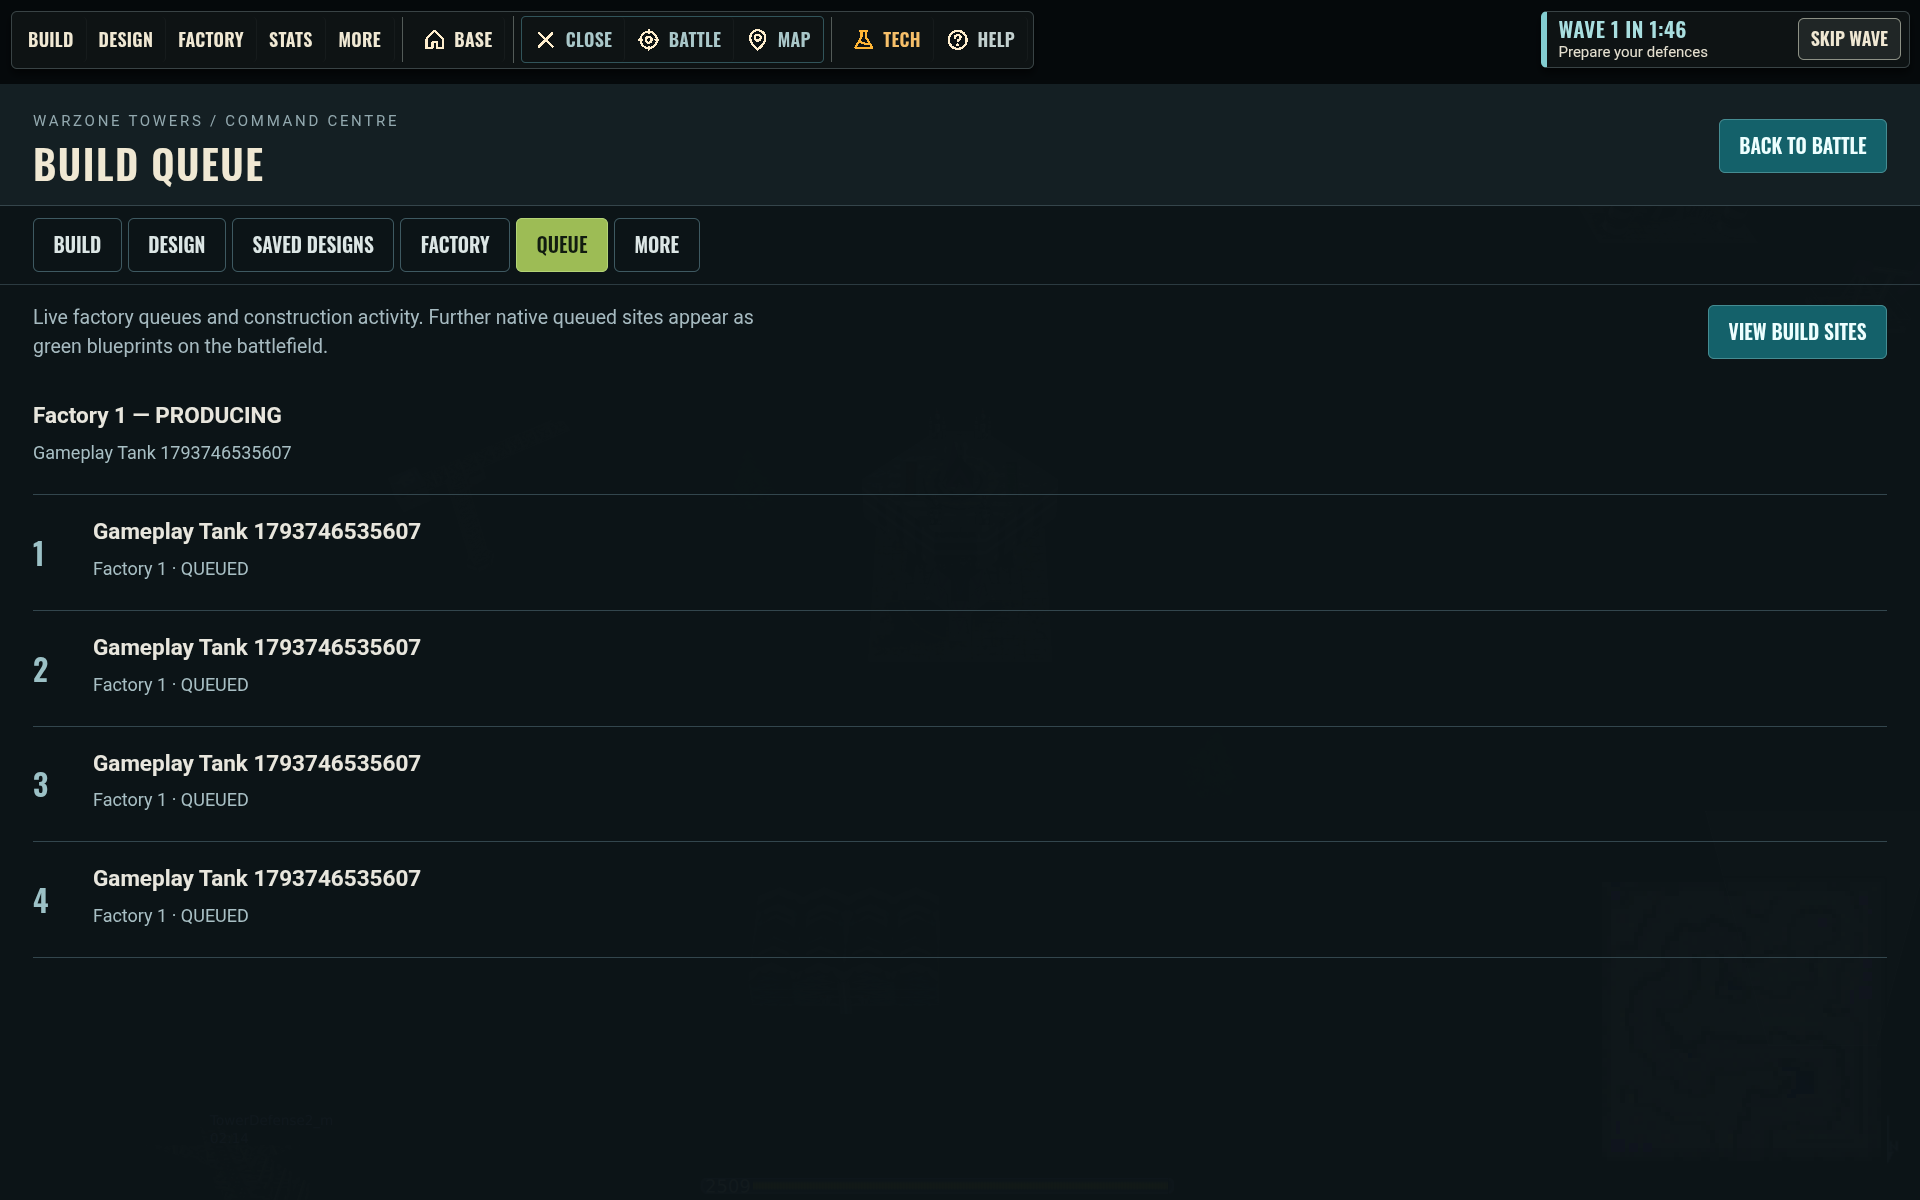 BUILD DESIGN FACTORY STATS MORE BASE CLOSE BATTLE MAP TECH HELP
WAVE 1 IN 1:46
Prepare your defences
SKIP WAVE
WARZONE TOWERS / COMMAND CENTRE
BUILD QUEUE
BACK TO BATTLE
BUILD DESIGN SAVED DESIGNS FACTORY QUEUE MORE
Live factory queues and construction activity. Further native queued sites appear as
green blueprints on the battlefield.
VIEW BUILD SITES
Factory 1 — PRODUCING
Gameplay Tank 1793746535607
1
Gameplay Tank 1793746535607
Factory 1 · QUEUED
2
Gameplay Tank 1793746535607
Factory 1 · QUEUED
3
Gameplay Tank 1793746535607
Factory 1 · QUEUED
4
Gameplay Tank 1793746535607
Factory 1 · QUEUED
2509